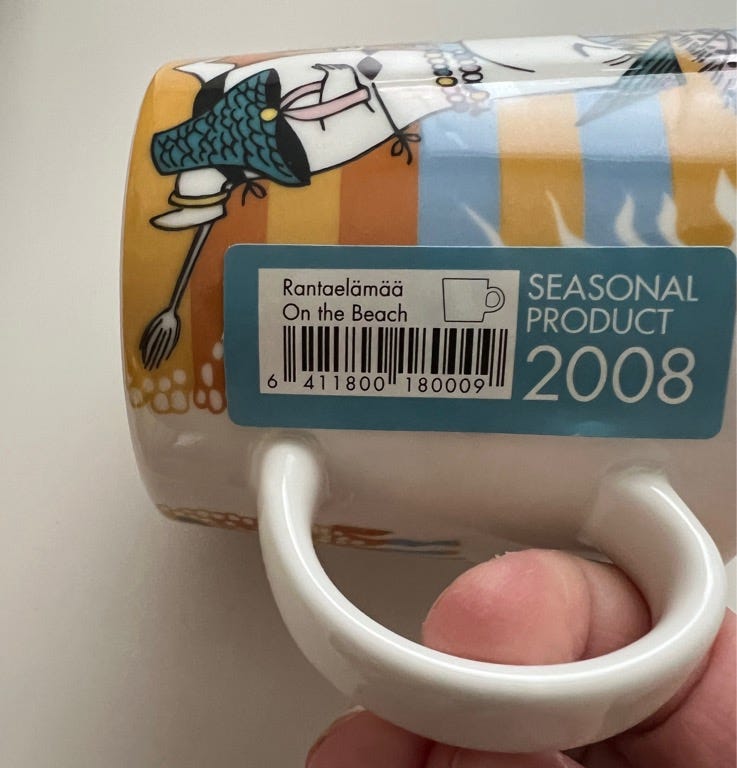 Rantaelämää
On the Beach
6 411800 180009
SEASONAL
PRODUCT
2008